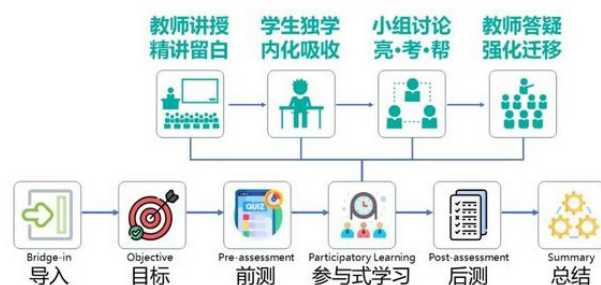 教师讲授
精讲留白
学生独学
内化吸收
小组讨论
亮·考·帮
教师答疑
强化迁移
QUIZ
Bridge-in
导入
Objective
目标
Pre-assessment
前测
Participatory Learning
参与式学习
Post-assessment
后测
Summary
总结